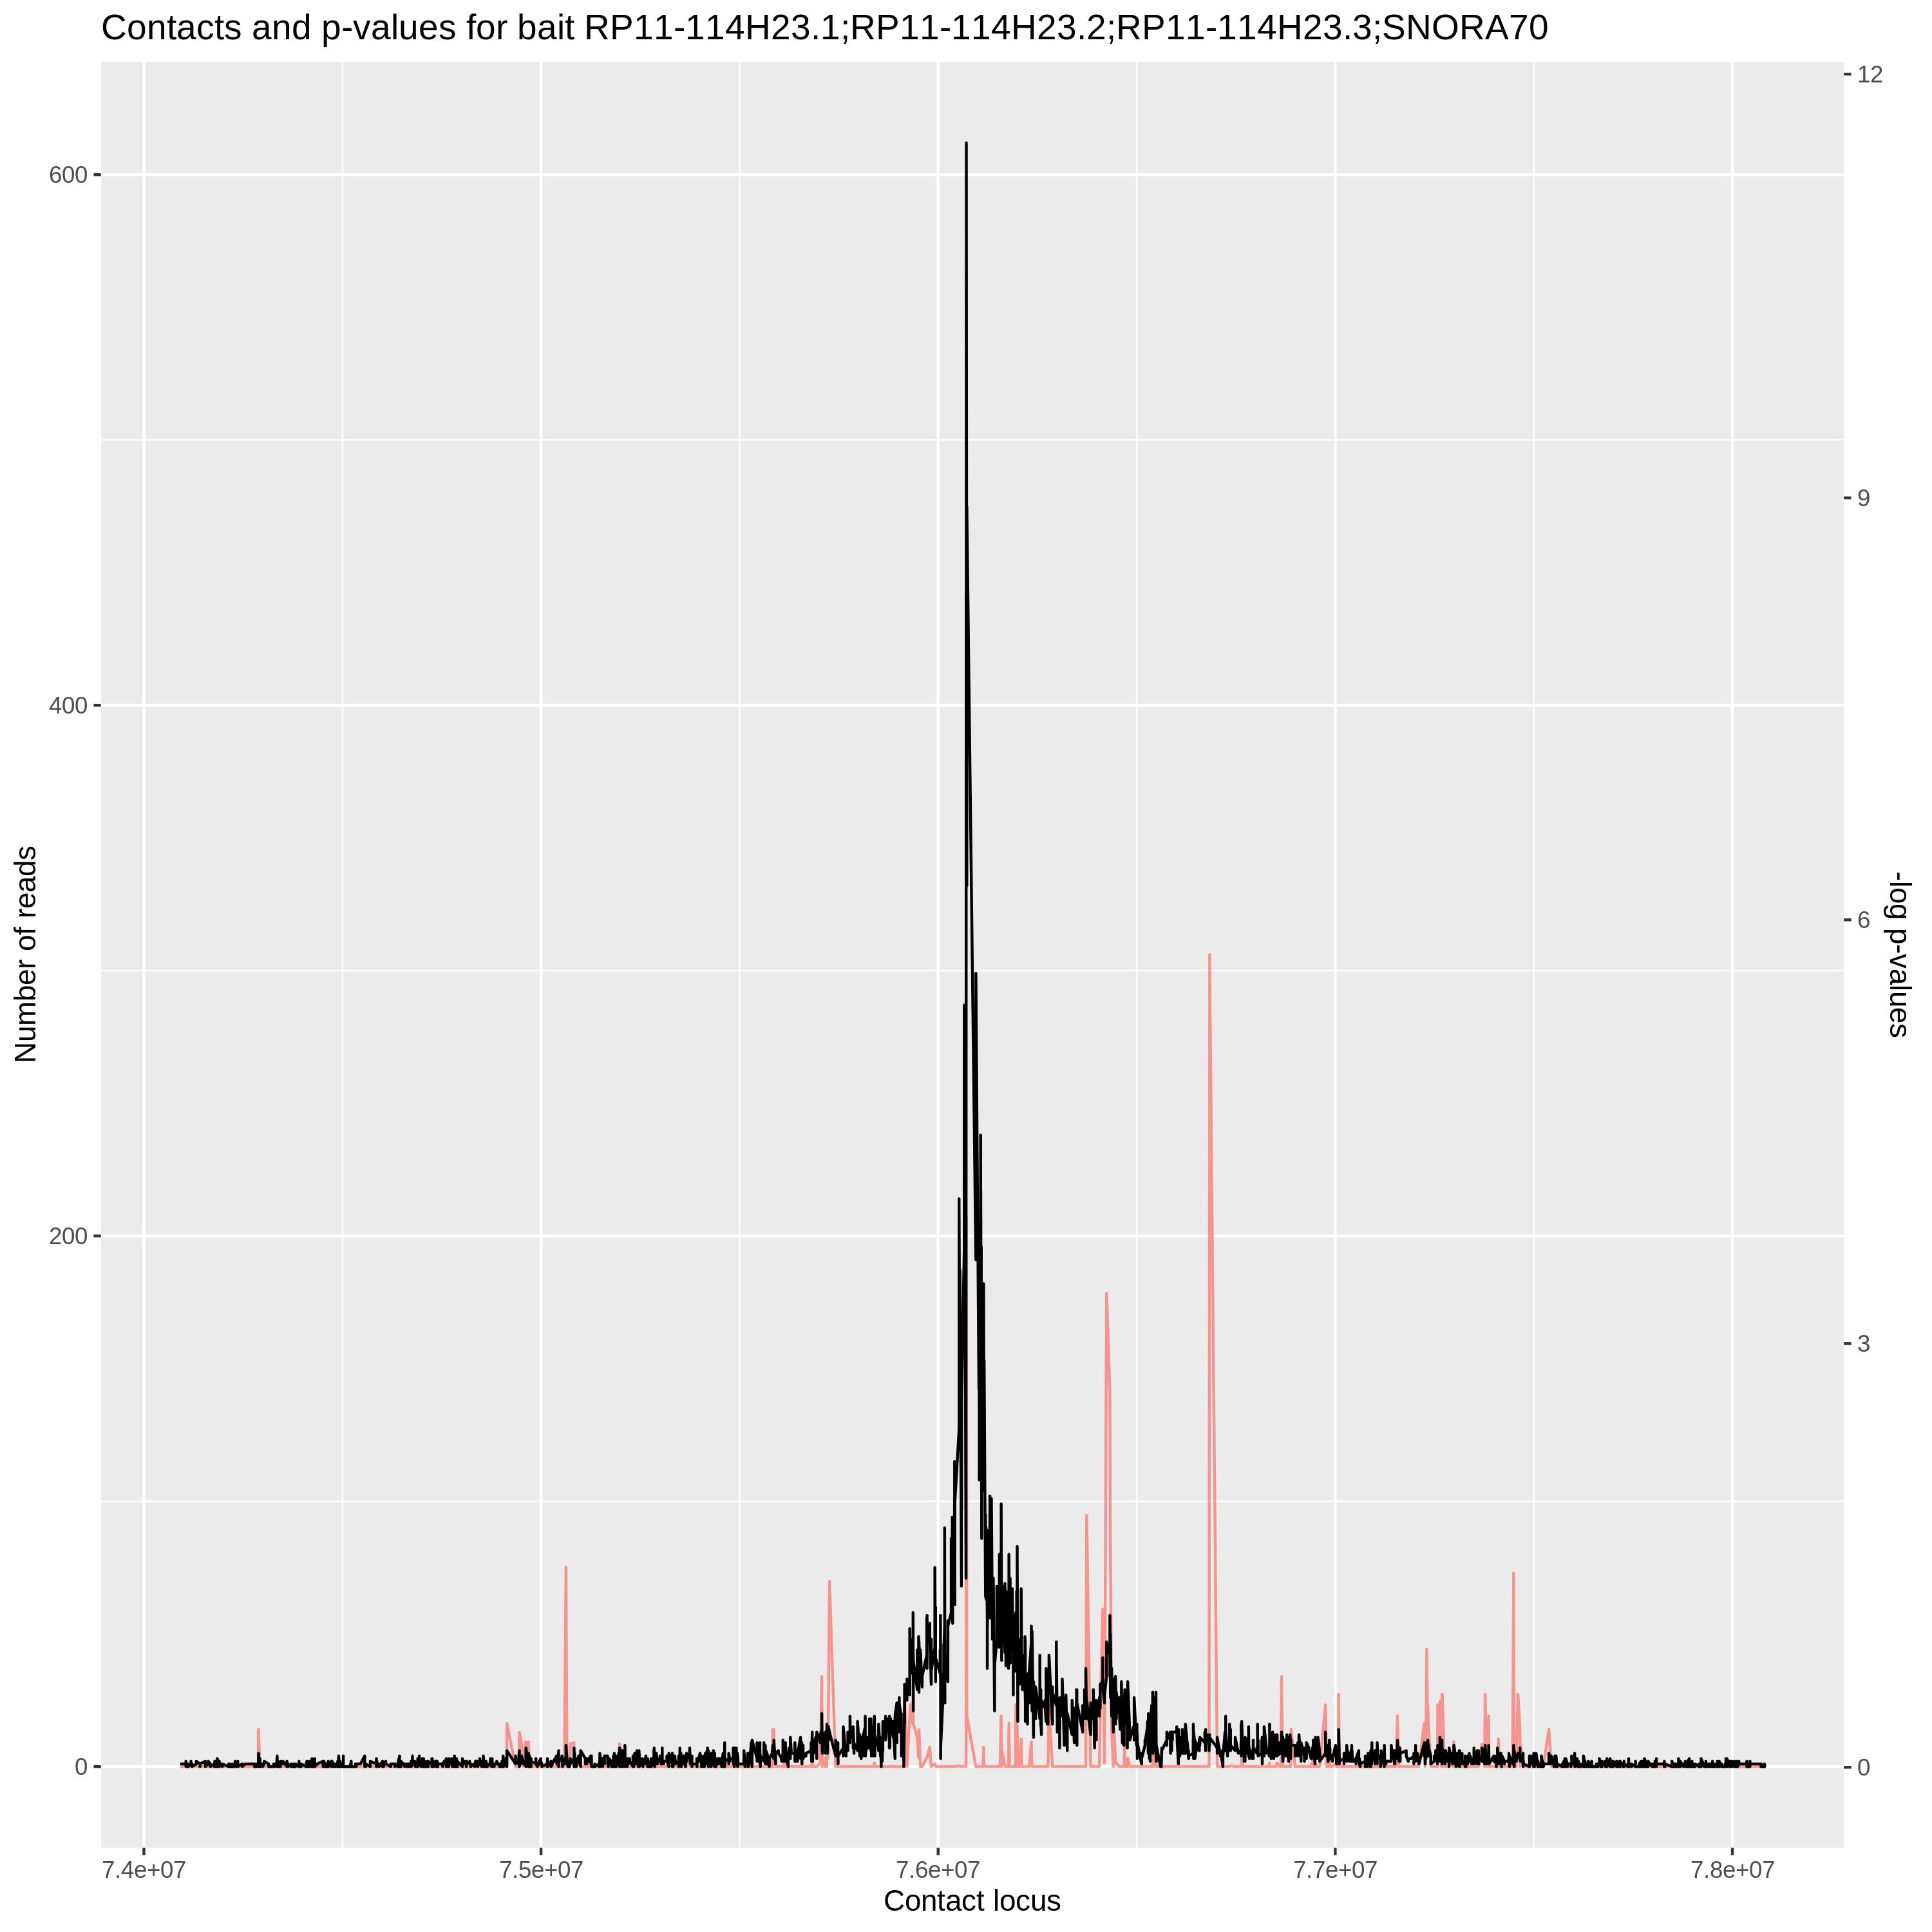 Contacts and p-values for bait RP11-114H23.1;RP11-114H23.2;RP11-114H23.3;SNORA70
Number of reads
600
400
200
0
12
9
6
3
0
-log p-values
7.4e+07
7.5e+07
7.6e+07
7.7e+07
7.8e+07
Contact locus